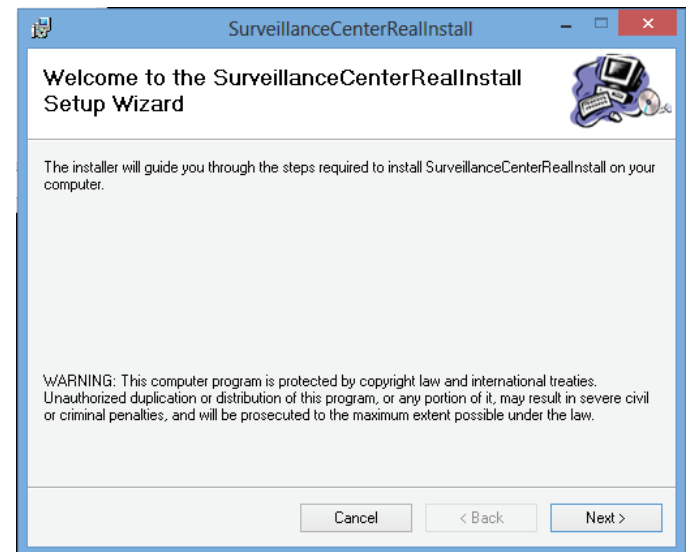 SurveillanceCenterRealInstall
Welcome to the SurveillanceCenterRealInstall
Setup Wizard
The installer will guide you through the steps required to install SurveillanceCenterRealInstall on your
computer.
WARNING: This computer program is protected by copyright law and international treaties.
Unauthorized duplication or distribution of this program, or any portion of it, may result in severe civil
or criminal penalties, and will be prosecuted to the maximum extent possible under the law.
Cancel
< Back
Next >